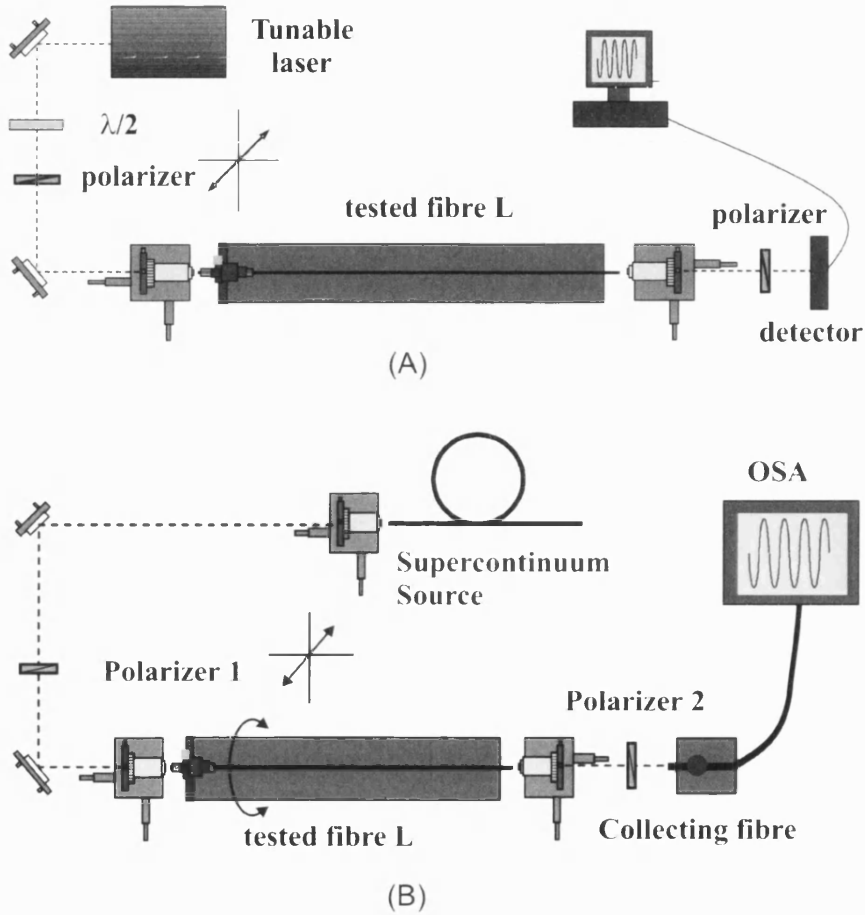 Tunable
laser
λ/2
polarizer
tested fibre L
polarizer
detector
(A)
OSA
Supercontinuum
Source
Polarizer 1
Polarizer 2
tested fibre L
Collecting fibre
(B)